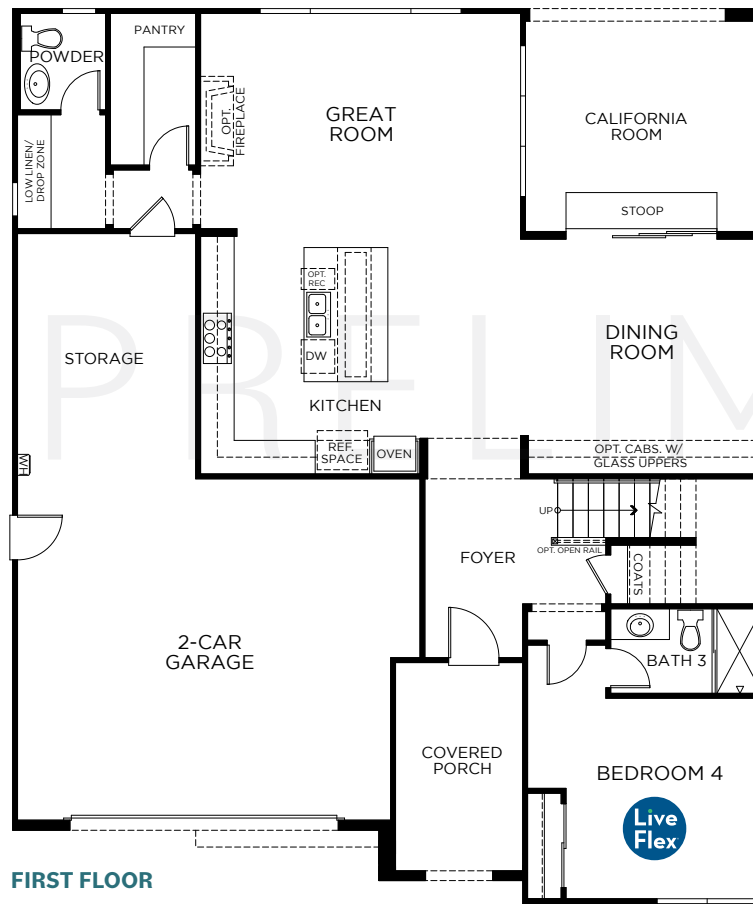 PANTRY
POWDER
LOW LINEN/
DROP ZONE
OPT.
FIREPLACE
GREAT
ROOM
CALIFORNIA
ROOM
STOOP
OPT.
REC
DW
STORAGE
DINING
ROOM
KITCHEN
REF.
SPACE
OVEN
OPT. CABS. W/
GLASS UPPERS
WH
UP
OPT. OPEN RAIL
FOYER
COATS
2-CAR
GARAGE
BATH 3
COVERED
PORCH
BEDROOM 4
Live
Flex
FIRST FLOOR
PRELIM